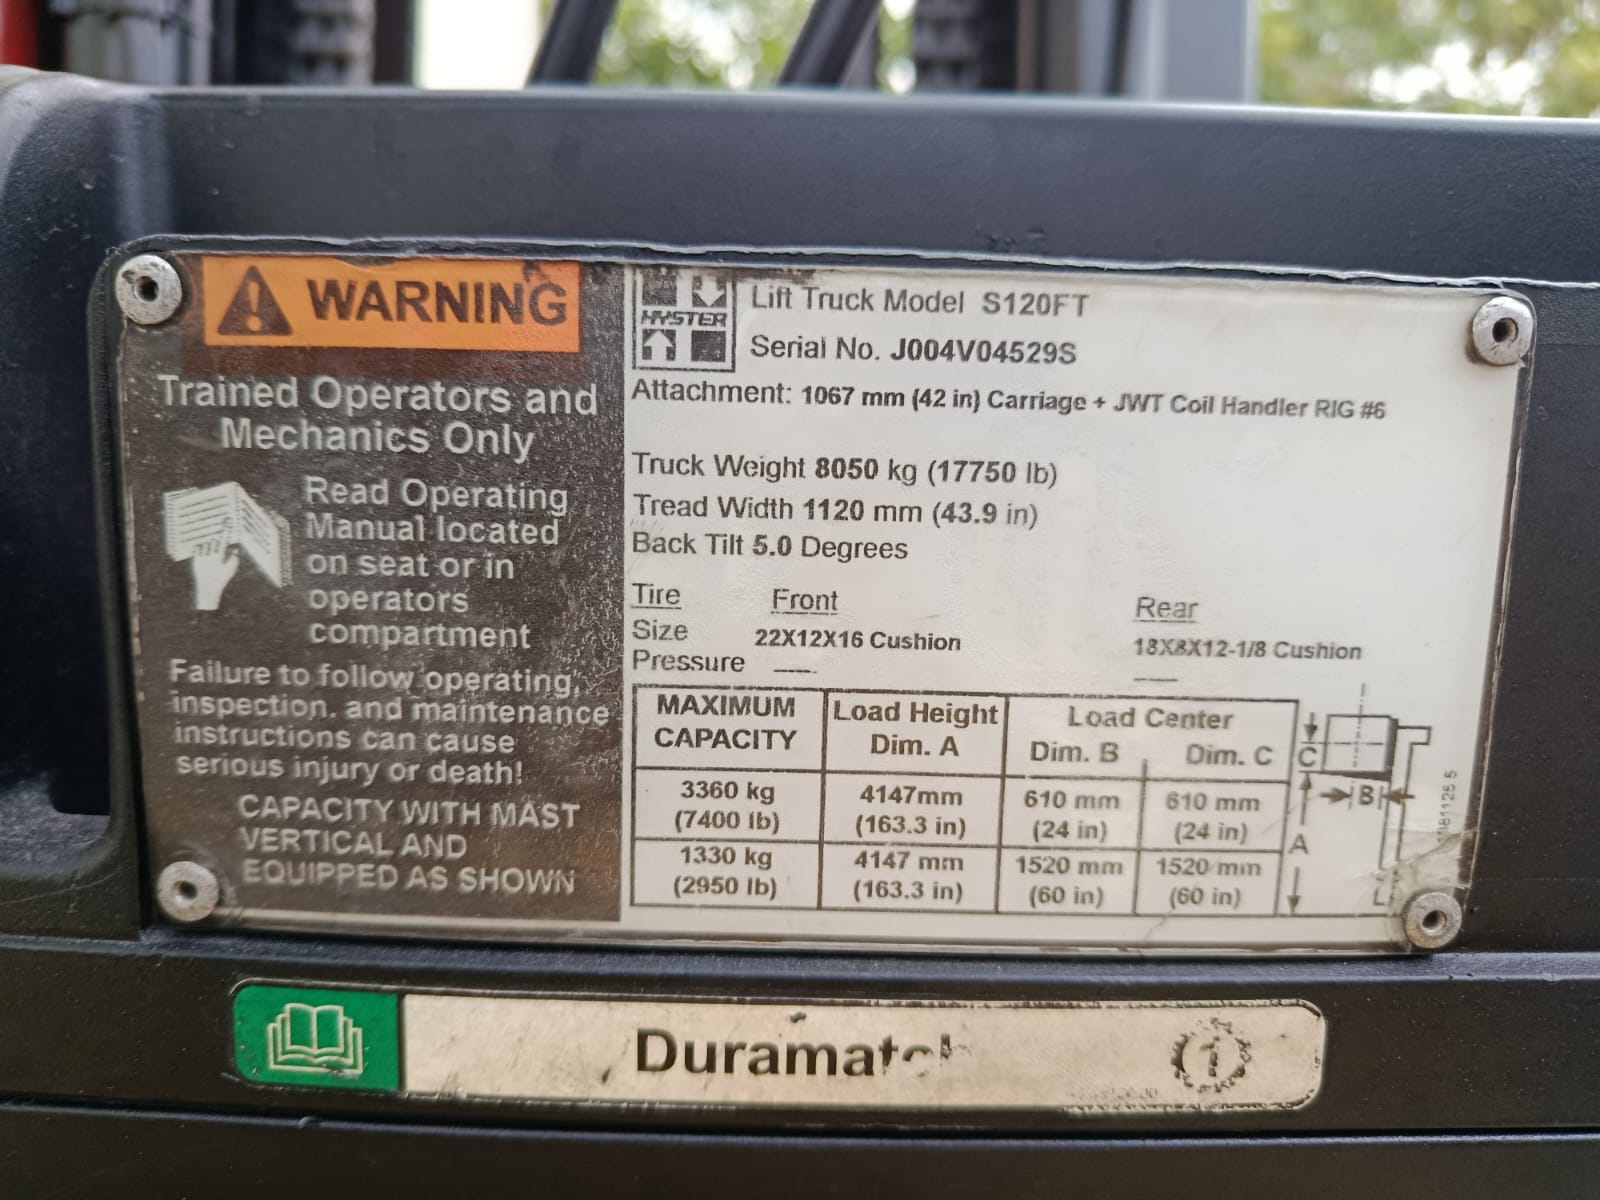 WARNING
Trained Operators and
Mechanics Only
Read Operating
Manual located
on seat or in
operators
compartment
Failure to follow operating,
inspection, and maintenance
instructions can cause
serious injury or death!
CAPACITY WITH MAST
VERTICAL AND
EQUIPPED AS SHOWN
HYSTER
Lift Truck Model S120FT
Serial No. J004V04529S
Attachment: 1067 mm (42 in) Carriage + JWT Coil Handler RIG #6
Truck Weight 8050 kg (17750 lb)
Tread Width 1120 mm (43.9 in)
Back Tilt 5.0 Degrees
Tire Front Rear
Size 22X12X16 Cushion 18X8X12-1/8 Cushion
Pressure
MAXIMUM CAPACITY Load Height Dim. A Load Center Dim. B Dim. C
3360 kg 4147mm 610 mm 610 mm
(7400 lb) (163.3 in) (24 in) (24 in)
1330 kg 4147 mm 1520 mm 1520 mm
(2950 lb) (163.3 in) (60 in) (60 in)
C
B
A
Duramatch